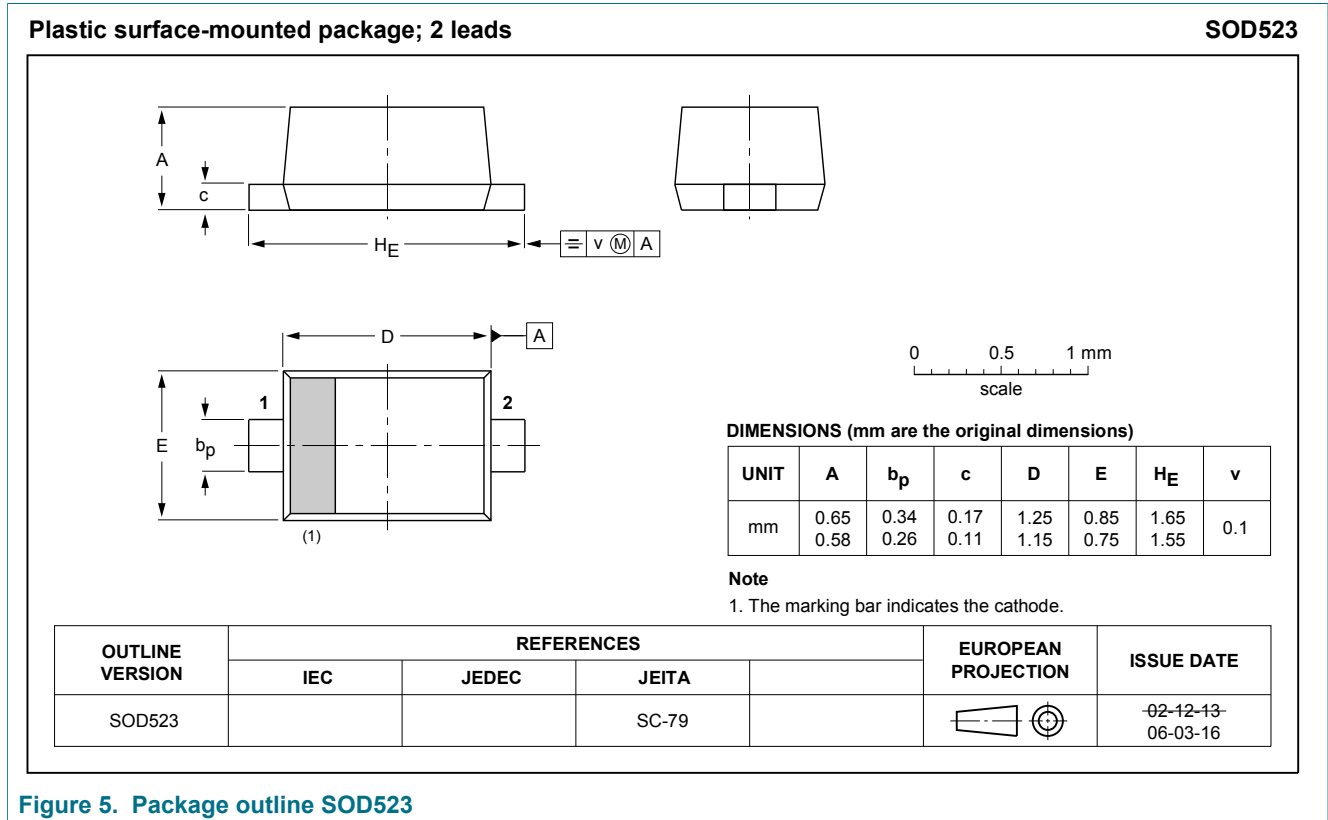 Plastic surface-mounted package; 2 leads SOD523
A
c
HE
v M A
D
A
1
2
E
bp
(1)
0 0.5 1 mm
scale
DIMENSIONS (mm are the original dimensions)
UNIT A bp c D E HE v
mm 0.65 0.34 0.17 1.25 0.85 1.65 0.1
0.58 0.26 0.11 1.15 0.75 1.55
Note
1. The marking bar indicates the cathode.
OUTLINE VERSION REFERENCES EUROPEAN PROJECTION ISSUE DATE
IEC JEDEC JEITA
SOD523 SC-79 02-12-13
06-03-16
Figure 5. Package outline SOD523